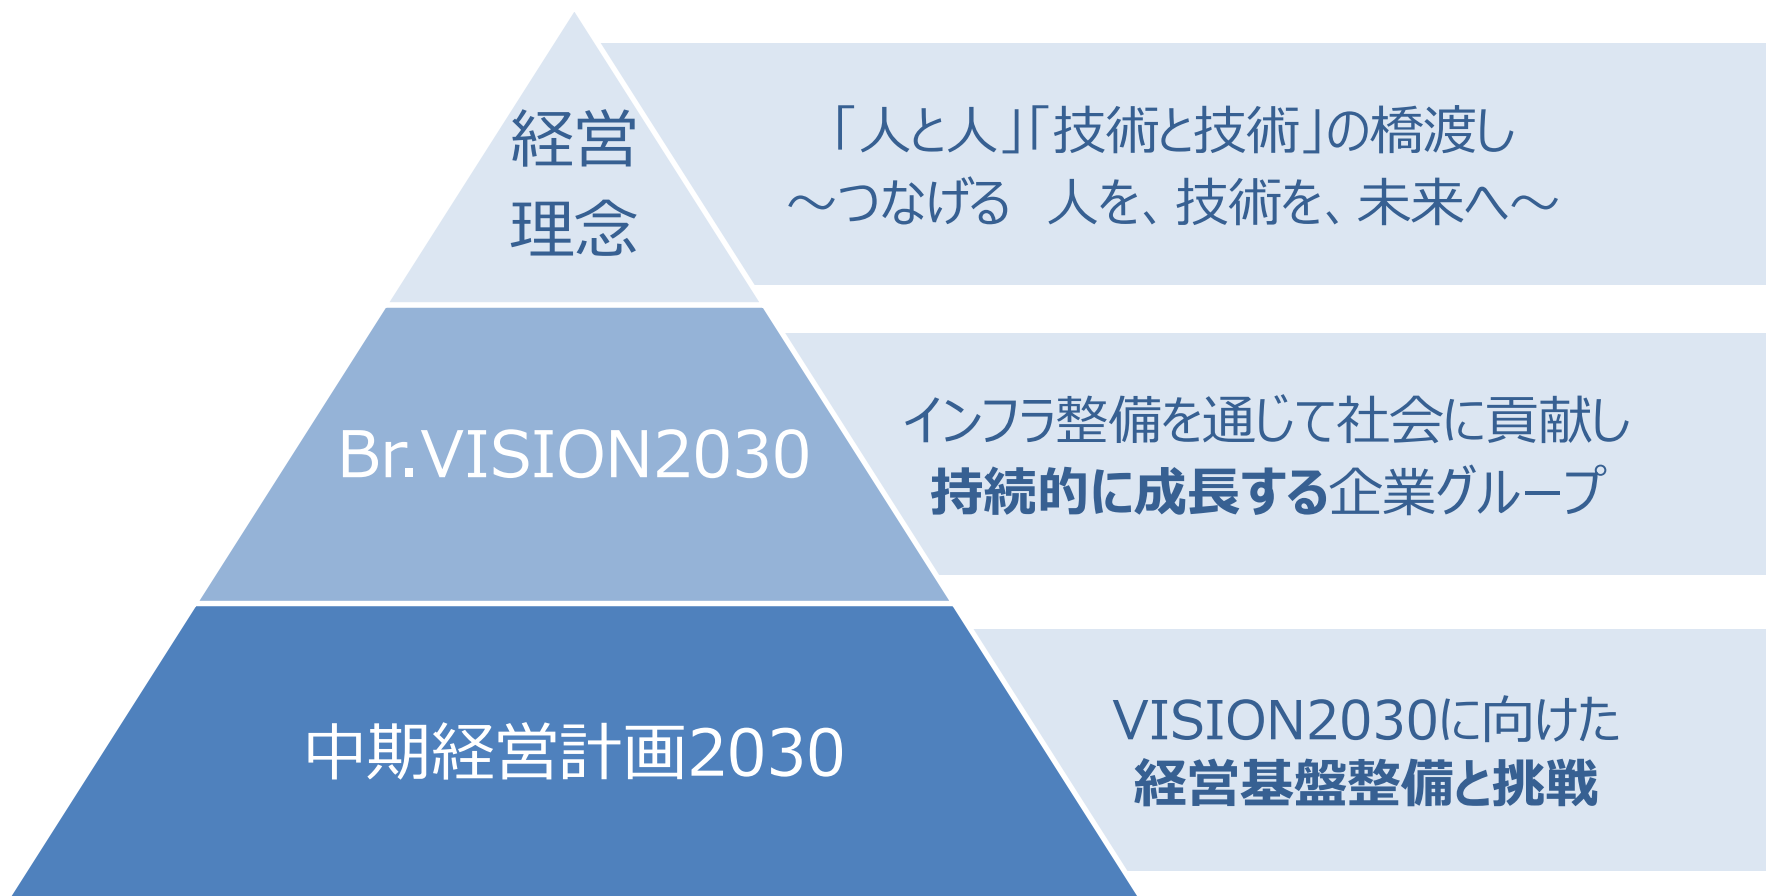 経営
理念
「人と人」「技術と技術」の橋渡し
～つなげる　人を、技術を、未来へ～
Br.VISION2030
インフラ整備を通じて社会に貢献し
持続的に成長する企業グループ
中期経営計画2030
VISION2030に向けた
経営基盤整備と挑戦